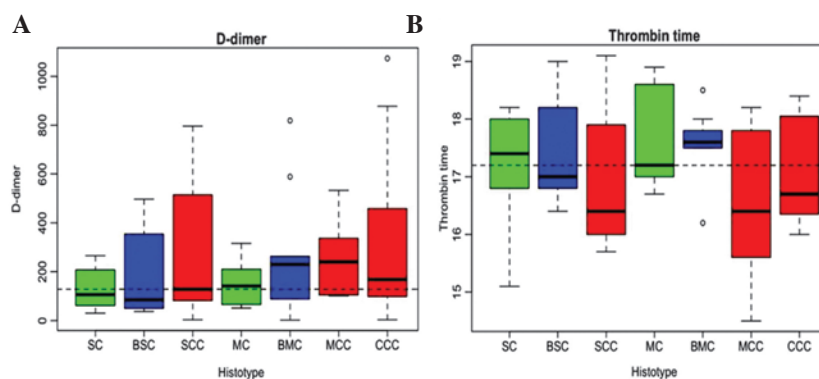 A
D-dimer
D-dimer
1000
800
600
400
200
0
SC BSC SCC MC BMC MCC CCC
Histotype
B
Thrombin time
Thrombin time
19
18
17
16
15
SC BSC SCC MC BMC MCC CCC
Histotype